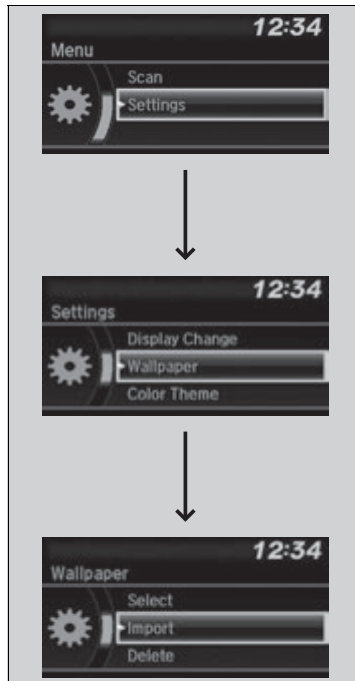 12:34
Menu
Scan
Settings
12:34
Settings
Display Change
Wallpaper
Color Theme
12:34
Wallpaper
Select
Import
Delete